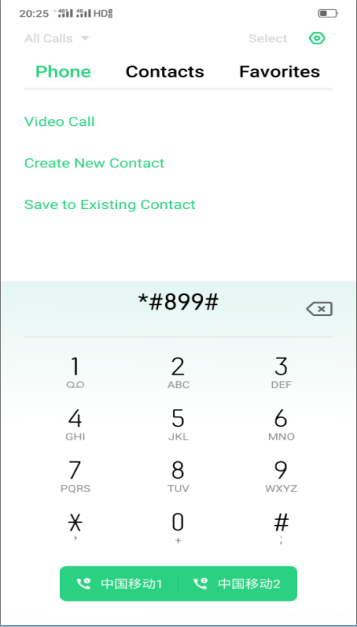 20:25 4G 4G HD
All Calls Select
Phone Contacts Favorites
Video Call
Create New Contact
Save to Existing Contact
*#899#
1 2 3
ABC DEF
4 5 6
GHI JKL MNO
7 8 9
PQRS TUV WXYZ
* 0 #
, + ;
中国移动1 中国移动2